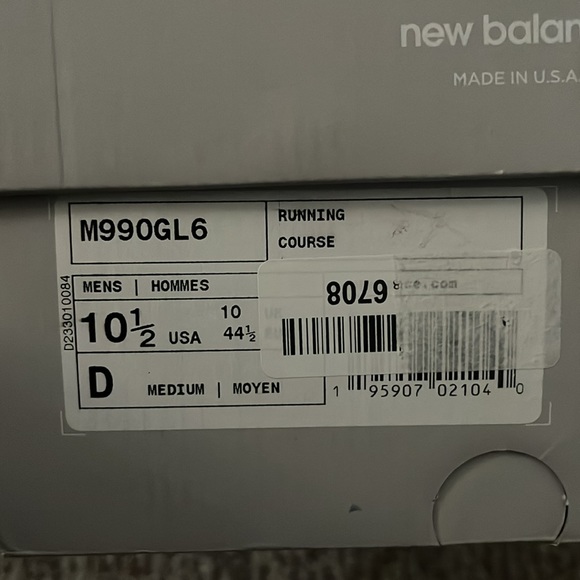 new balan
MADE IN U.S.A.
M990GL6
RUNNING
COURSE
MENS | HOMMES
10½ USA
10
44½
D MEDIUM | MOYEN
D233010084
6708
1 95907 02104 0